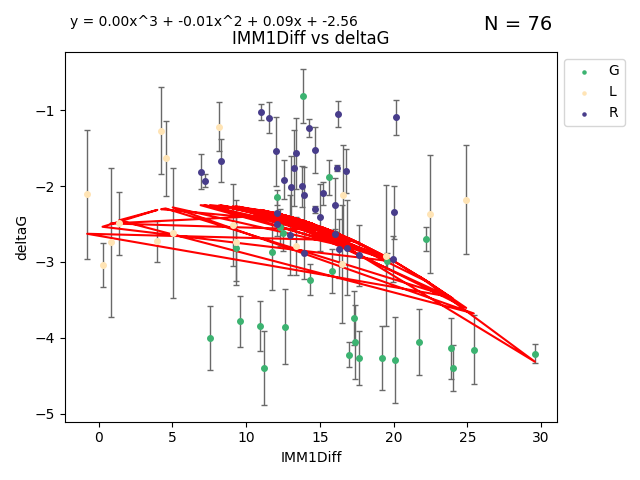 y = 0.00x^3 + -0.01x^2 + 0.09x + -2.56
N = 76
IMM1Diff vs deltaG
G
L
R
deltaG
−1
−2
−3
−4
−5
0 5 10 15 20 25 30
IMM1Diff